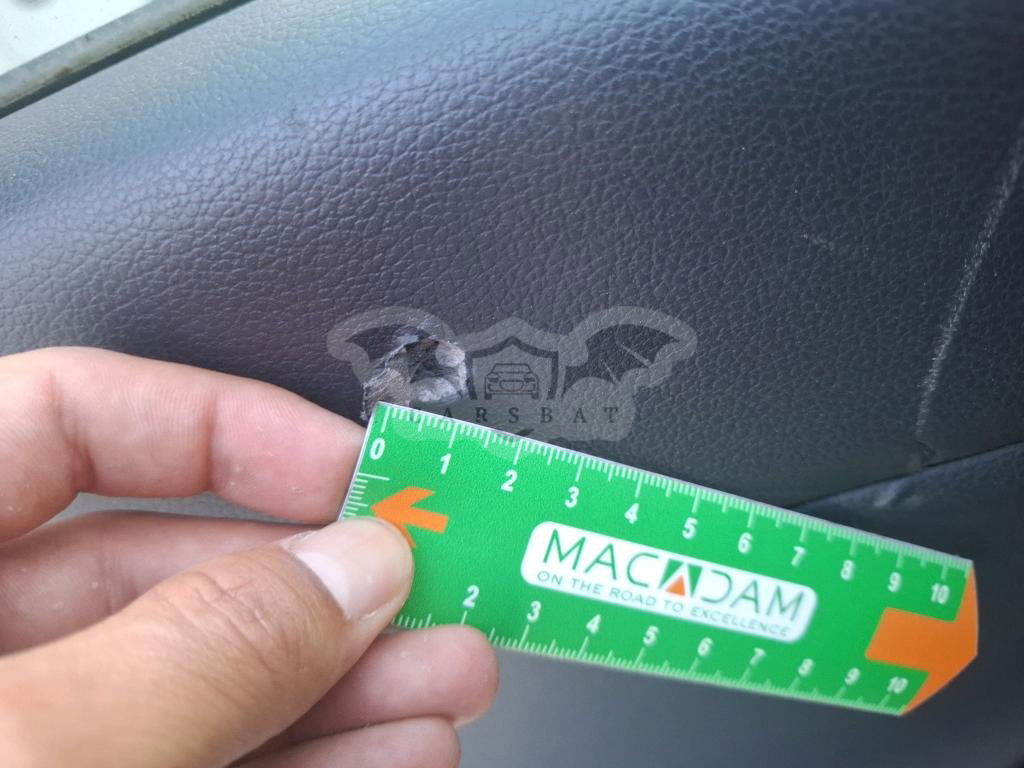 CARSBAT
0 1 2 3 4 5 6 7 8 9 10
MACADAM
ON THE ROAD TO EXCELLENCE
2 3 4 5 6 7 8 9 10